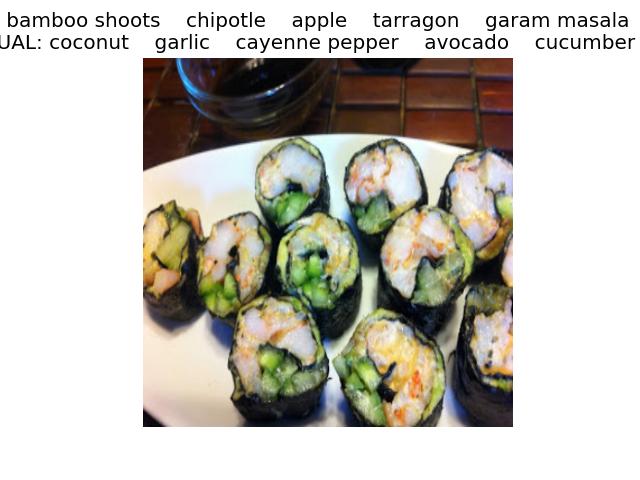 bamboo shoots chipotle apple tarragon garam masala
UAL: coconut garlic cayenne pepper avocado cucumber